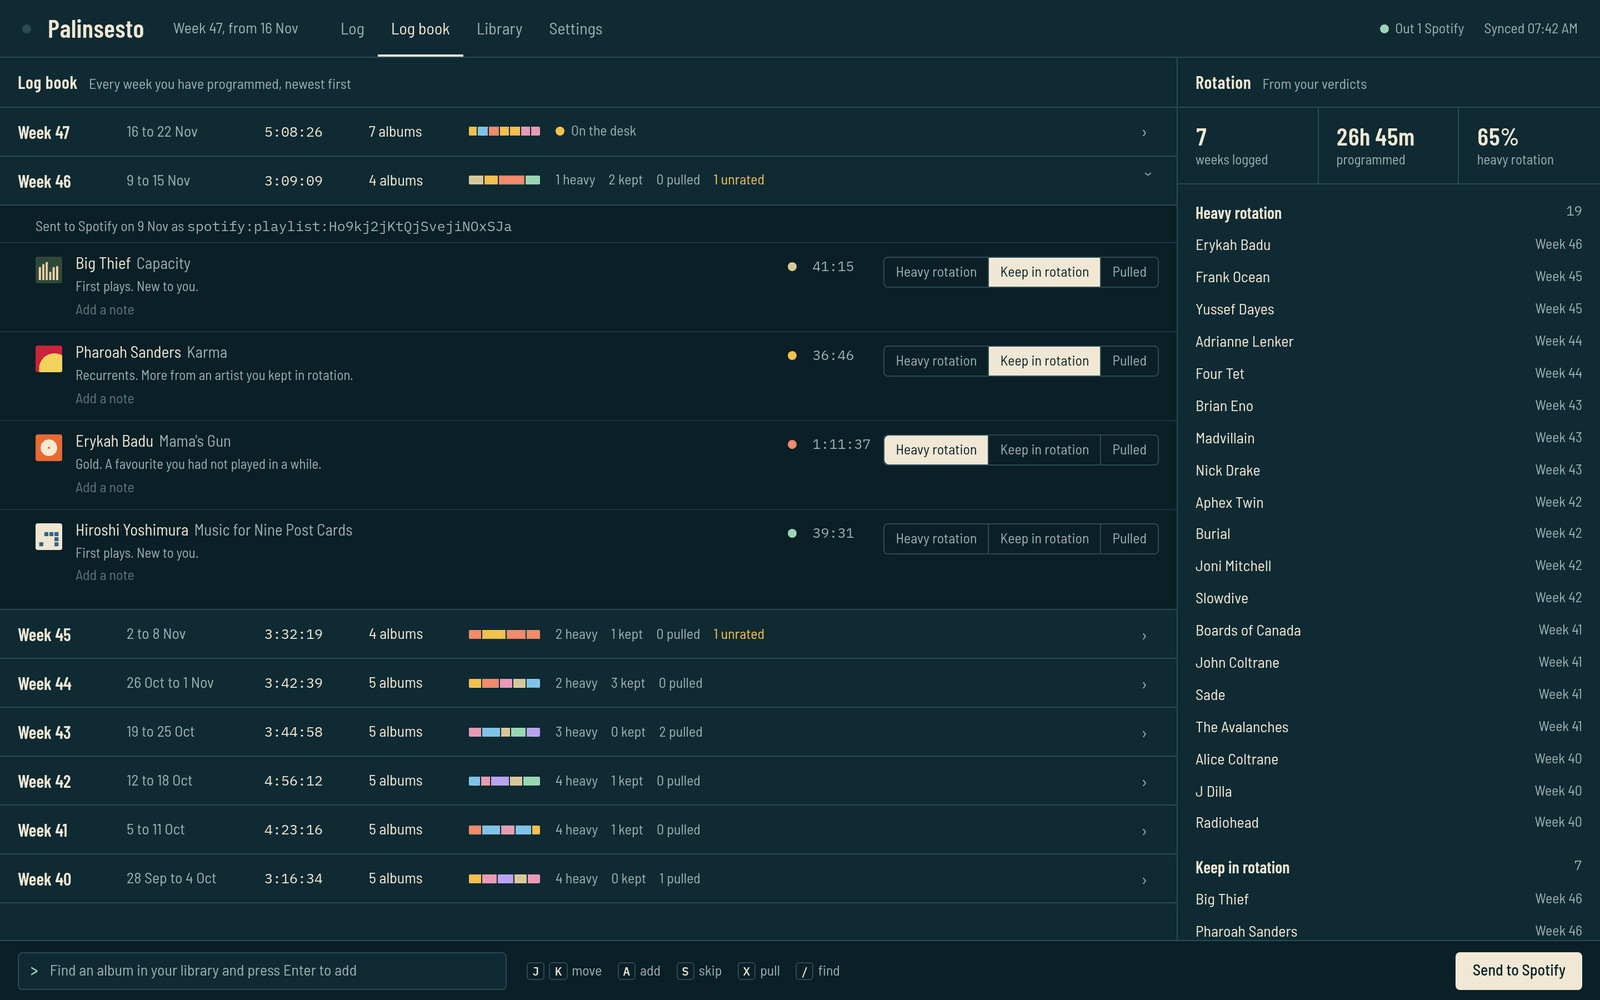 Palinsesto Week 47, from 16 Nov Log Log book Library Settings Out 1 Spotify Synced 07:42 AM
Log book Every week you have programmed, newest first
Week 47 16 to 22 Nov 5:08:26 7 albums On the desk
Week 46 9 to 15 Nov 3:09:09 4 albums 1 heavy 2 kept 0 pulled 1 unrated
Sent to Spotify on 9 Nov as spotify:playlist:Ho9kj2jKtQjSvejiNOxSJa
Big Thief Capacity 41:15 Heavy rotation Keep in rotation Pulled
First plays. New to you.
Add a note
Pharoah Sanders Karma 36:46 Heavy rotation Keep in rotation Pulled
Recurrents. More from an artist you kept in rotation.
Add a note
Erykah Badu Mama's Gun 1:11:37 Heavy rotation Keep in rotation Pulled
Gold. A favourite you had not played in a while.
Add a note
Hiroshi Yoshimura Music for Nine Post Cards 39:31 Heavy rotation Keep in rotation Pulled
First plays. New to you.
Add a note
Week 45 2 to 8 Nov 3:32:19 4 albums 2 heavy 1 kept 0 pulled 1 unrated
Week 44 26 Oct to 1 Nov 3:42:39 5 albums 2 heavy 3 kept 0 pulled
Week 43 19 to 25 Oct 3:44:58 5 albums 3 heavy 0 kept 2 pulled
Week 42 12 to 18 Oct 4:56:12 5 albums 4 heavy 1 kept 0 pulled
Week 41 5 to 11 Oct 4:23:16 5 albums 4 heavy 1 kept 0 pulled
Week 40 28 Sep to 4 Oct 3:16:34 5 albums 4 heavy 0 kept 1 pulled
Rotation From your verdicts
7 26h 45m 65%
weeks logged programmed heavy rotation
Heavy rotation 19
Erykah Badu Week 46
Frank Ocean Week 45
Yussef Dayes Week 45
Adrianne Lenker Week 44
Four Tet Week 44
Brian Eno Week 43
Madvillain Week 43
Nick Drake Week 43
Aphex Twin Week 42
Burial Week 42
Joni Mitchell Week 42
Slowdive Week 42
Boards of Canada Week 41
John Coltrane Week 41
Sade Week 41
The Avalanches Week 41
Alice Coltrane Week 40
J Dilla Week 40
Radiohead Week 40
Keep in rotation 7
Big Thief Week 46
Pharoah Sanders Week 46
> Find an album in your library and press Enter to add J K move A add S skip X pull / find Send to Spotify